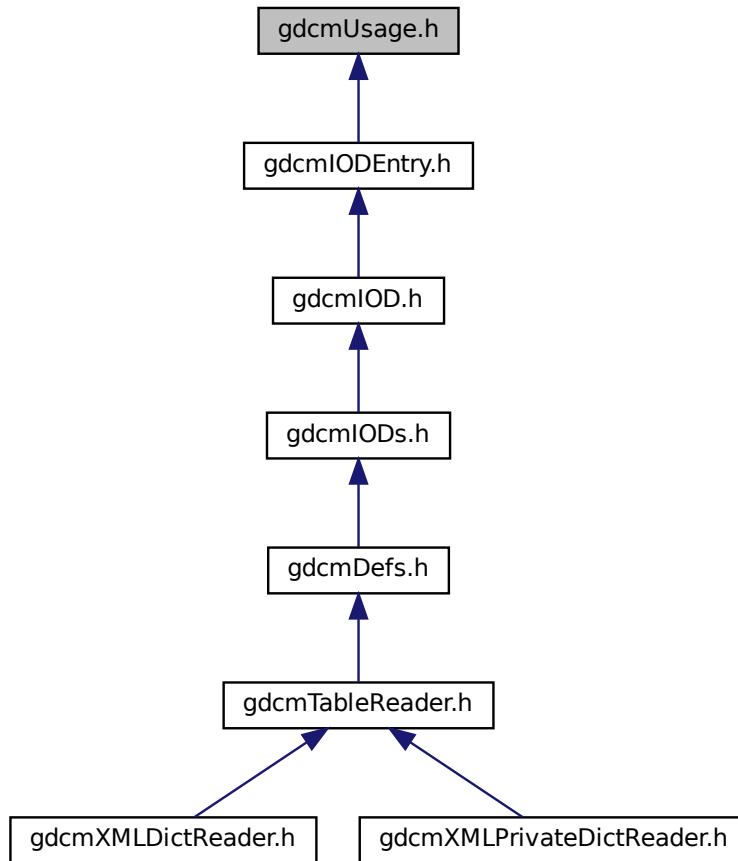 gdcmUsage.h
gdcmIODEntry.h
gdcmIOD.h
gdcmIODs.h
gdcmDefs.h
gdcmTableReader.h
gdcmXMLDictReader.h
gdcmXMLPrivateDictReader.h